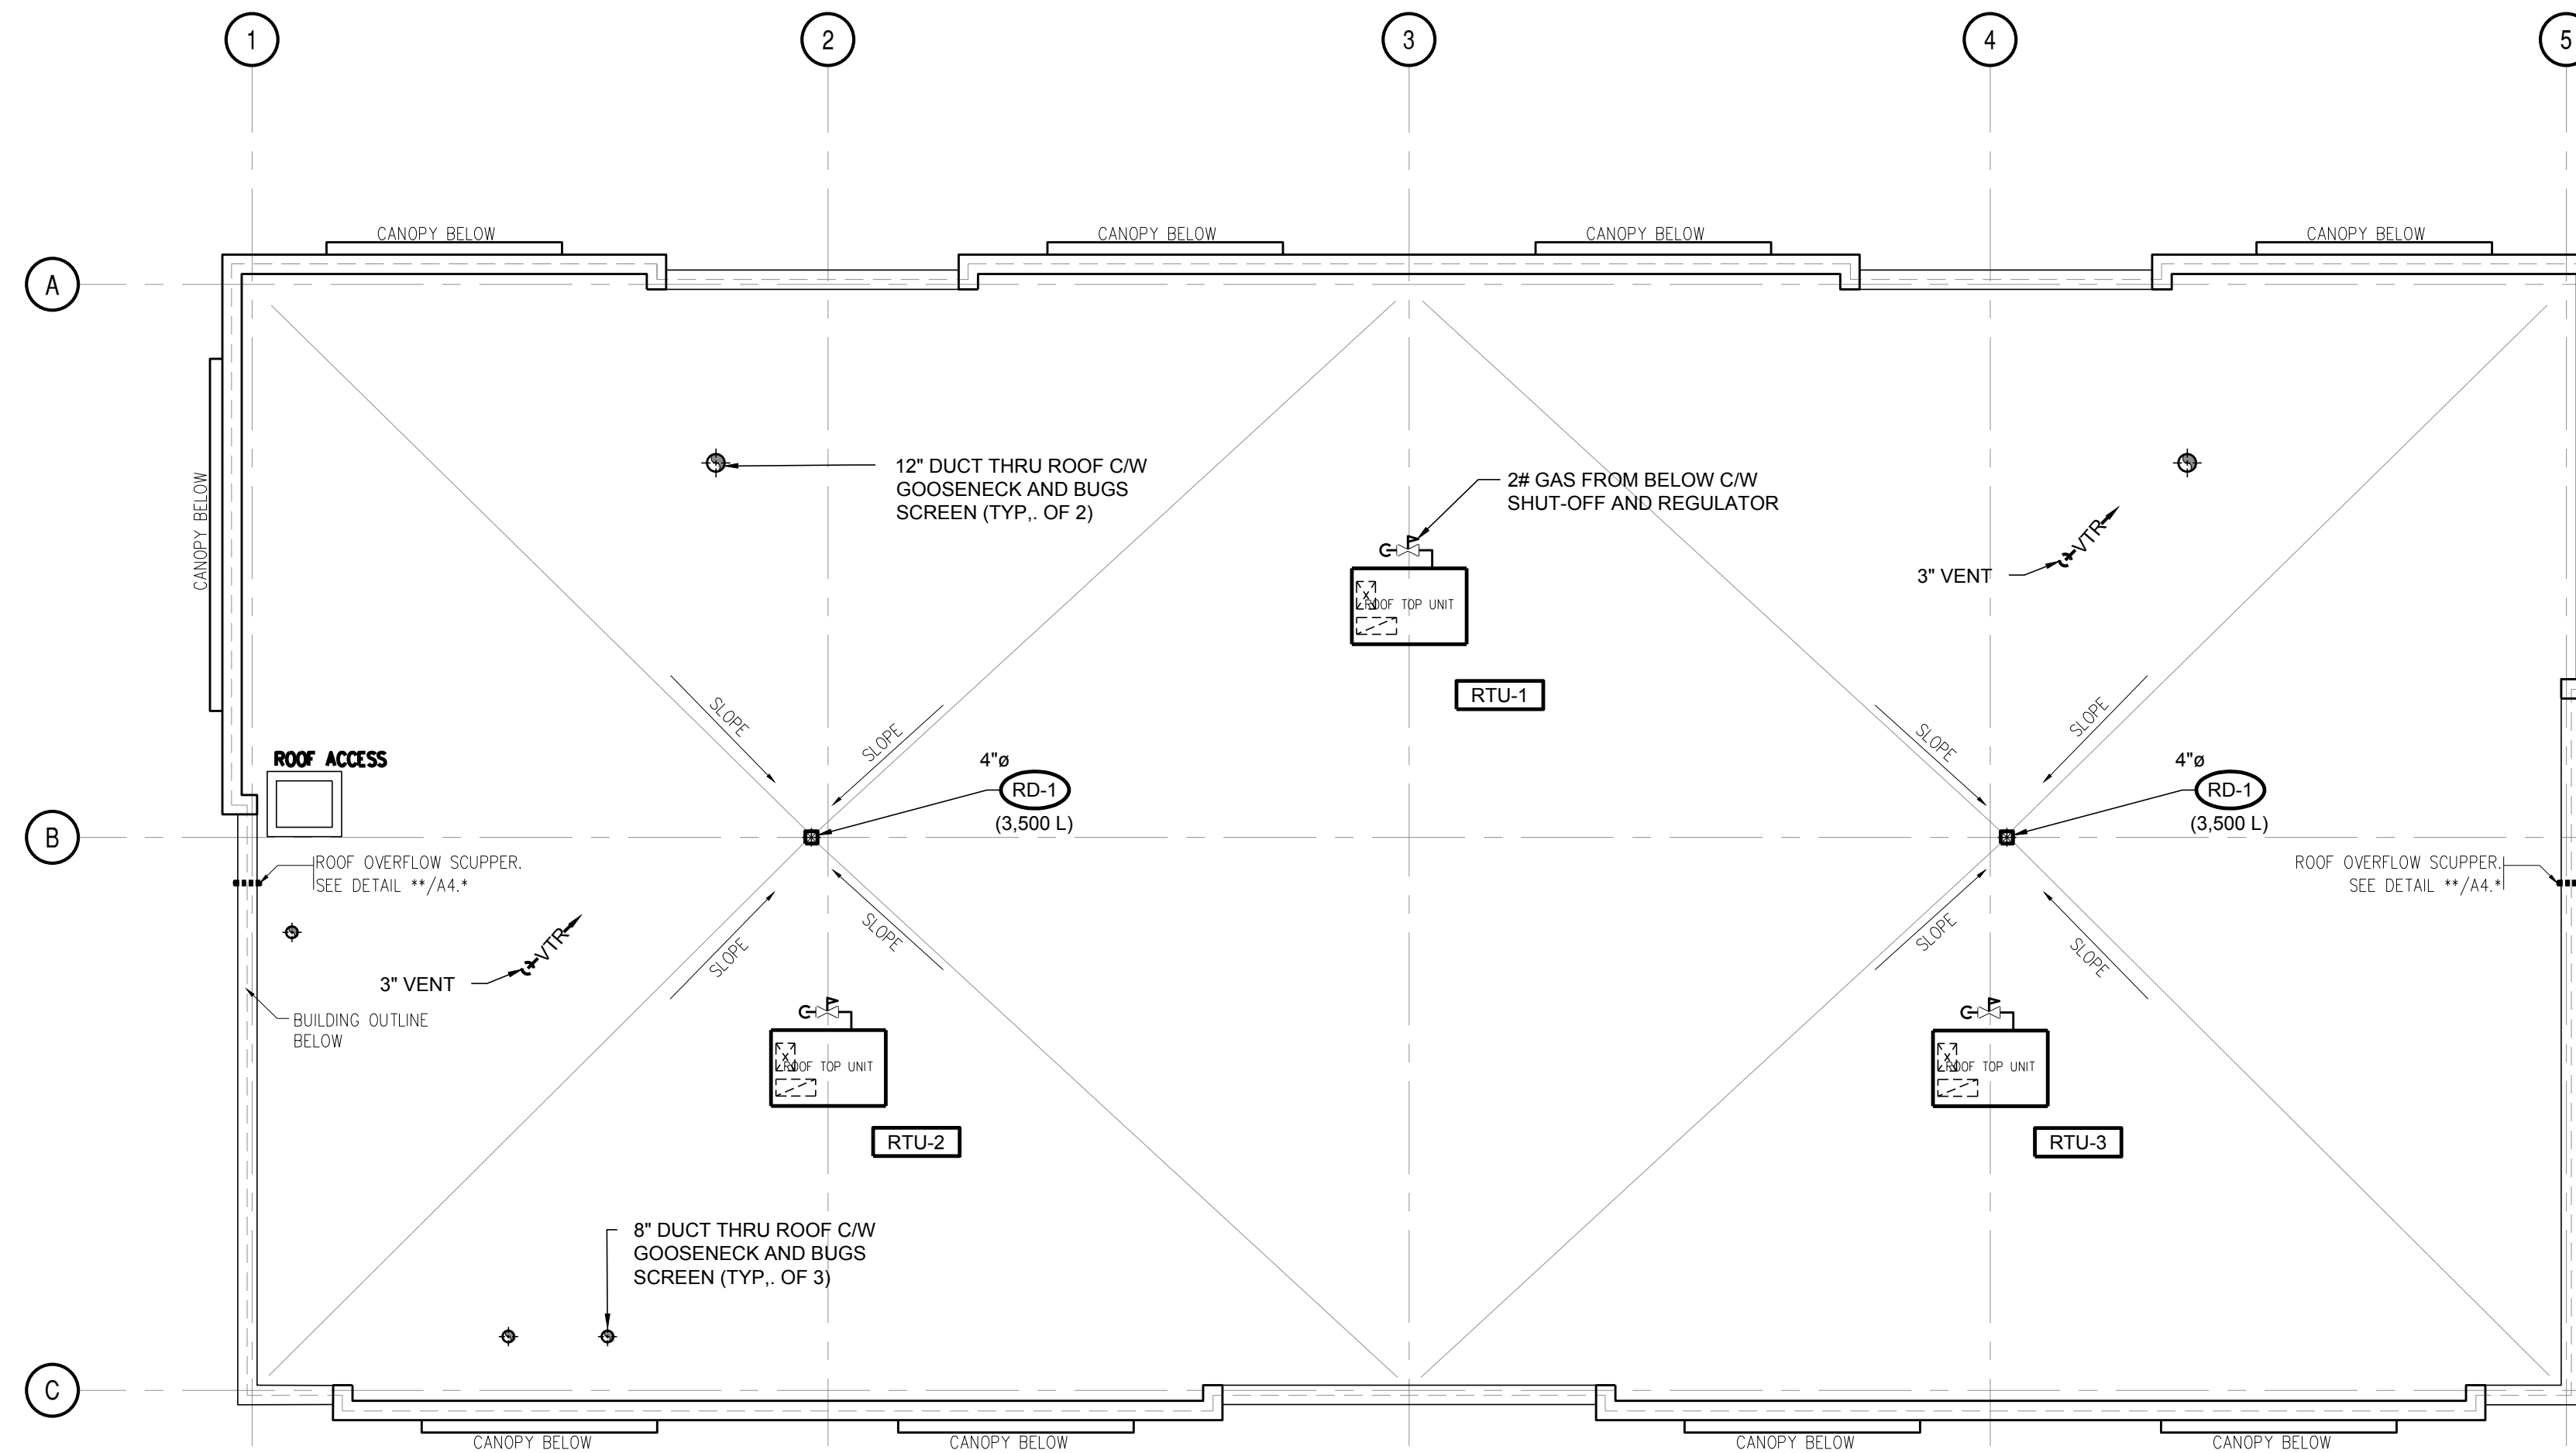 1
2
3
4
5
CANOPY BELOW
CANOPY BELOW
CANOPY BELOW
CANOPY BELOW
A
12" DUCT THRU ROOF C/W
GOOSENECK AND BUGS
SCREEN (TYP,. OF 2)
2# GAS FROM BELOW C/W
SHUT-OFF AND REGULATOR
CANOPY BELOW
VTR
3" VENT
X
ROOF TOP UNIT
RTU-1
SLOPE
SLOPE
SLOPE
SLOPE
ROOF ACCESS
4"ø
RD-1
(3,500 L)
4"ø
RD-1
(3,500 L)
B
ROOF OVERFLOW SCUPPER.
SEE DETAIL **/A4.*
ROOF OVERFLOW SCUPPER.
SEE DETAIL **/A4.*
SLOPE
SLOPE
SLOPE
SLOPE
VTR
3" VENT
BUILDING OUTLINE
BELOW
X
ROOF TOP UNIT
X
ROOF TOP UNIT
RTU-2
RTU-3
8" DUCT THRU ROOF C/W
GOOSENECK AND BUGS
SCREEN (TYP,. OF 3)
C
CANOPY BELOW
CANOPY BELOW
CANOPY BELOW
CANOPY BELOW